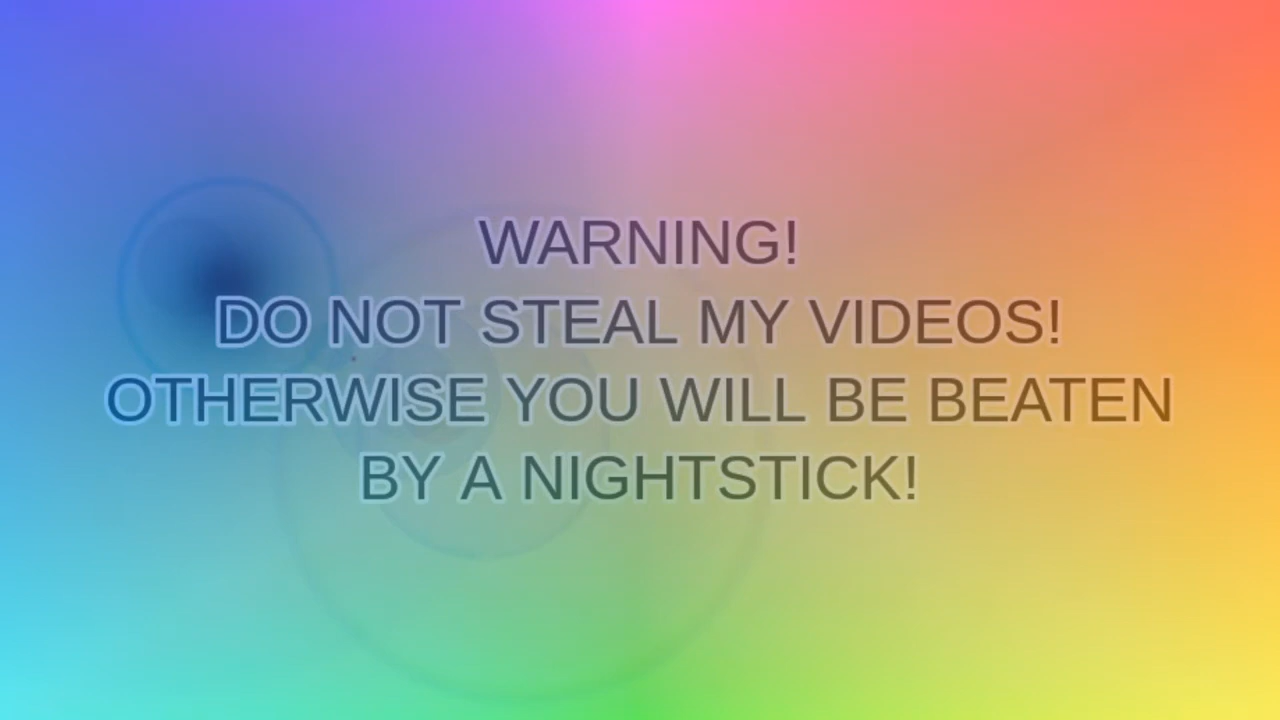 WARNING!
DO NOT STEAL MY VIDEOS!
OTHERWISE YOU WILL BE BEATEN
BY A NIGHTSTICK!